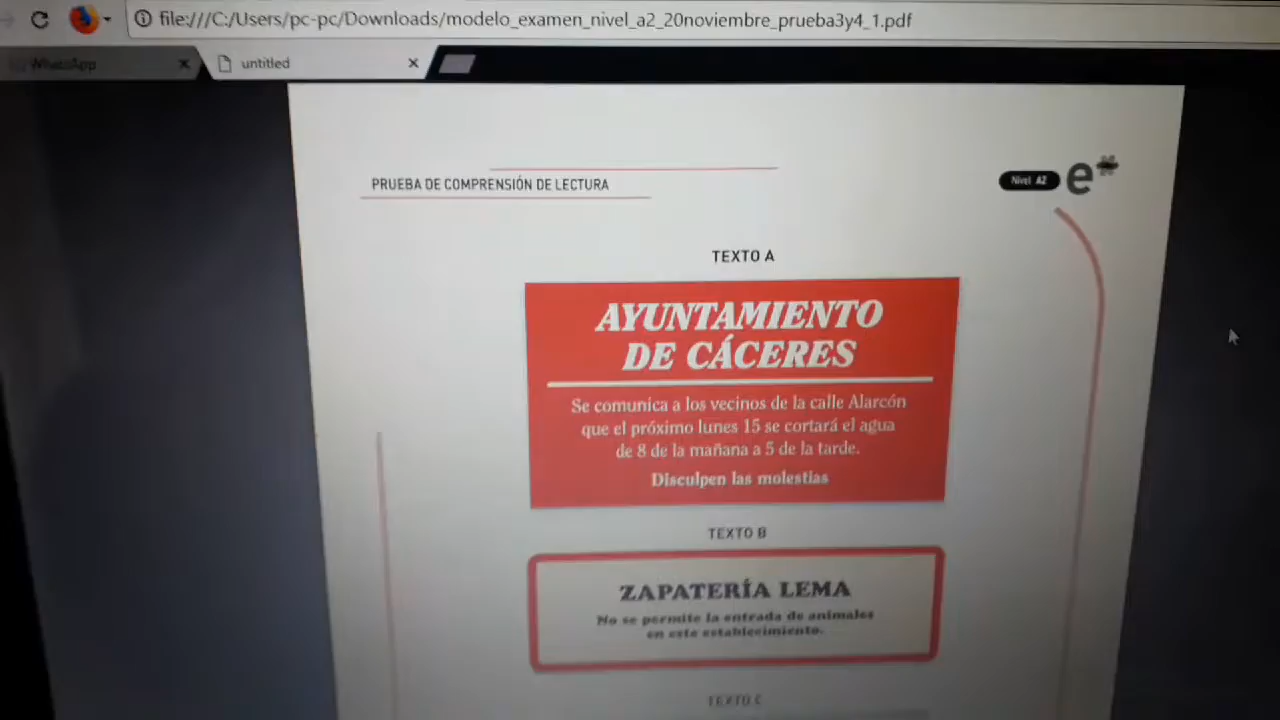 file:///C:/Users/pc-pc/Downloads/modelo_examen_nivel_a2_20noviembre_prueba3y4_1.pdf
WhatsApp
untitled
PRUEBA DE COMPRENSIÓN DE LECTURA
Nivel A2
e
TEXTO A
AYUNTAMIENTO
DE CÁCERES
Se comunica a los vecinos de la calle Alarcón
que el próximo lunes 15 se cortará el agua
de 8 de la mañana a 5 de la tarde.
Disculpen las molestias
TEXTO B
ZAPATERÍA LEMA
No se permite la entrada de animales
en este establecimiento.
TEXTO C